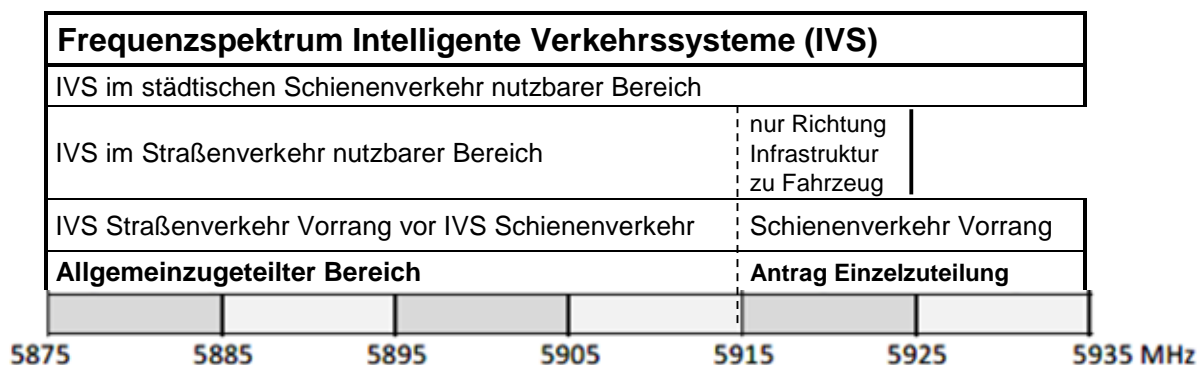 Frequenzspektrum Intelligente Verkehrssysteme (IVS)
IVS im städtischen Schienenverkehr nutzbarer Bereich
IVS im Straßenverkehr nutzbarer Bereich
nur Richtung
Infrastruktur
zu Fahrzeug
IVS Straßenverkehr Vorrang vor IVS Schienenverkehr
Schienenverkehr Vorrang
Allgemeinzugeteilter Bereich
Antrag Einzelzuteilung
5875 5885 5895 5905 5915 5925 5935 MHz